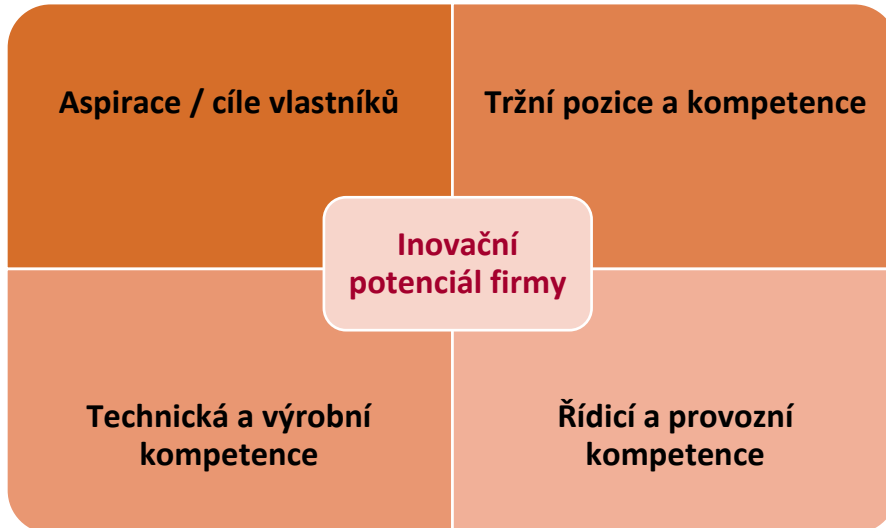 Aspirace / cíle vlastníků
Tržní pozice a kompetence
Inovační
potenciál firmy
Technická a výrobní
kompetence
Řídicí a provozní
kompetence